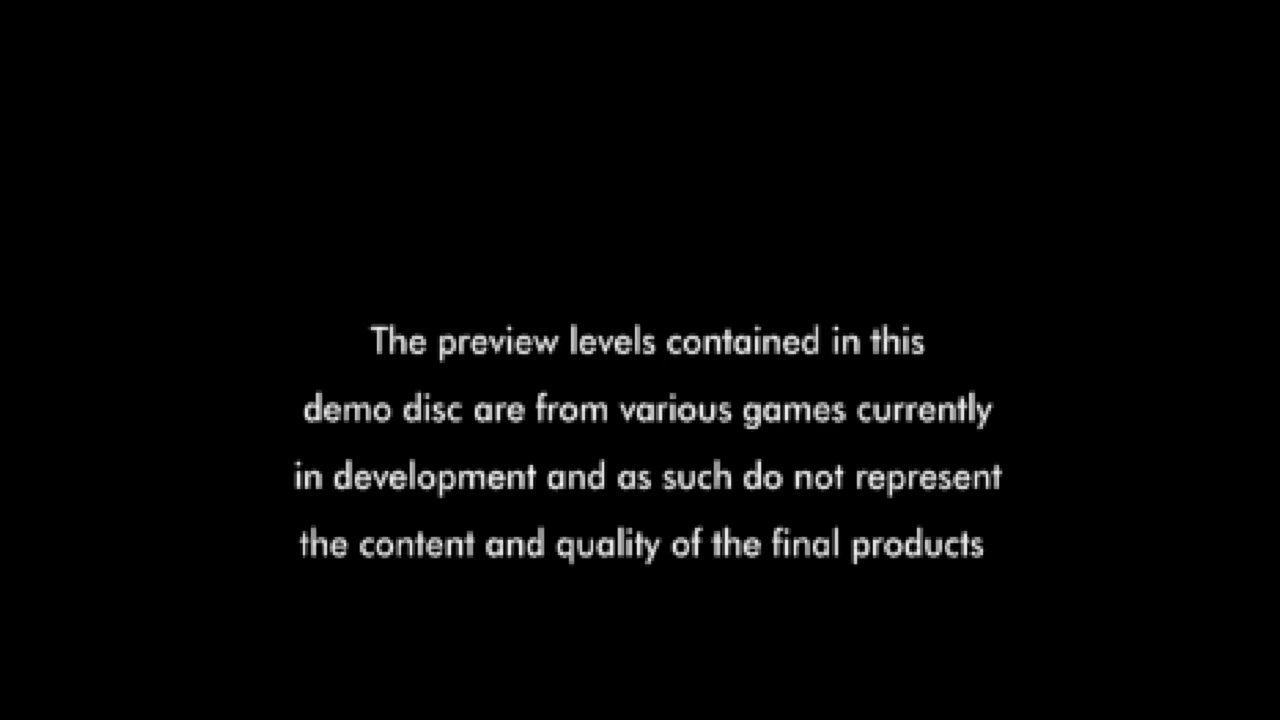 The preview levels contained in this
demo disc are from various games currently
in development and as such do not represent
the content and quality of the final products